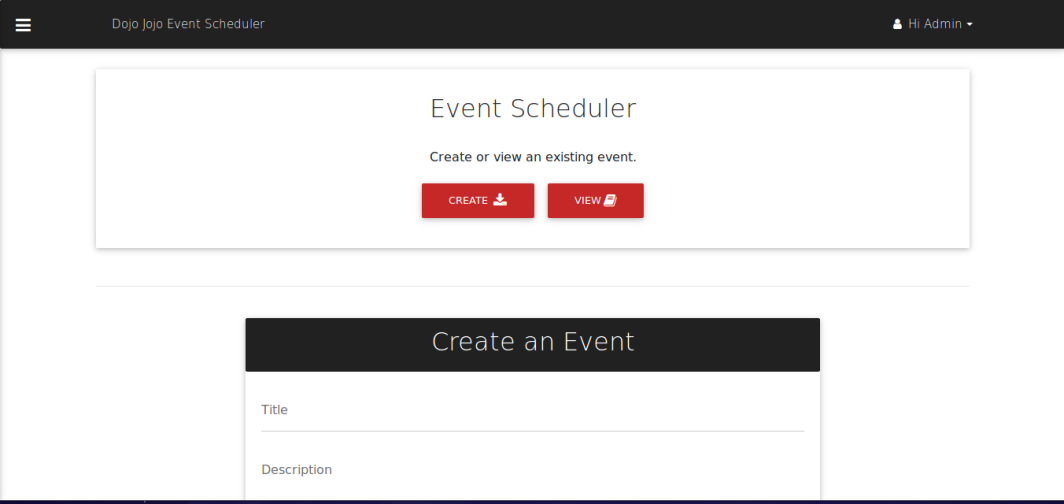 Dojo Jojo Event Scheduler
Hi Admin
Event Scheduler
Create or view an existing event.
CREATE
VIEW
Create an Event
Title
Description